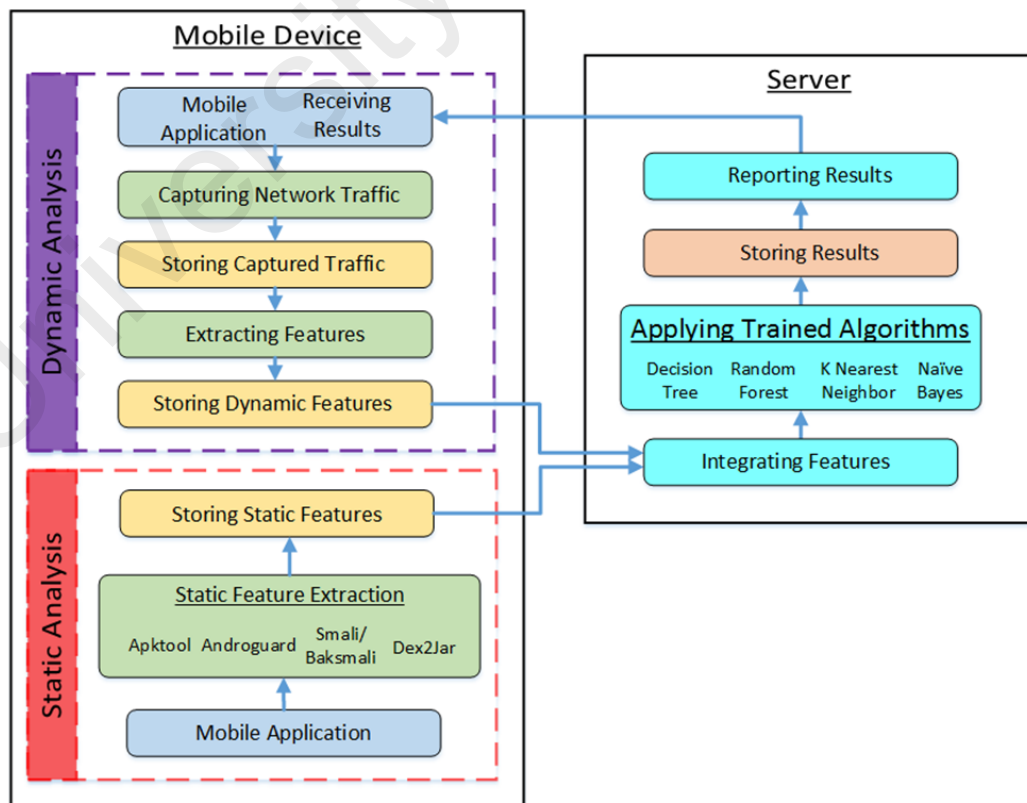 Mobile Device
Dynamic Analysis
Mobile
Application
Receiving
Results
Capturing Network Traffic
Storing Captured Traffic
Extracting Features
Storing Dynamic Features
Static Analysis
Storing Static Features
Static Feature Extraction
Apktool
Androguard
Smali/
Baksmali
Dex2Jar
Mobile Application
Server
Reporting Results
Storing Results
Applying Trained Algorithms
Decision
Tree
Random
Forest
K Nearest
Neighbor
Naïve
Bayes
Integrating Features
University